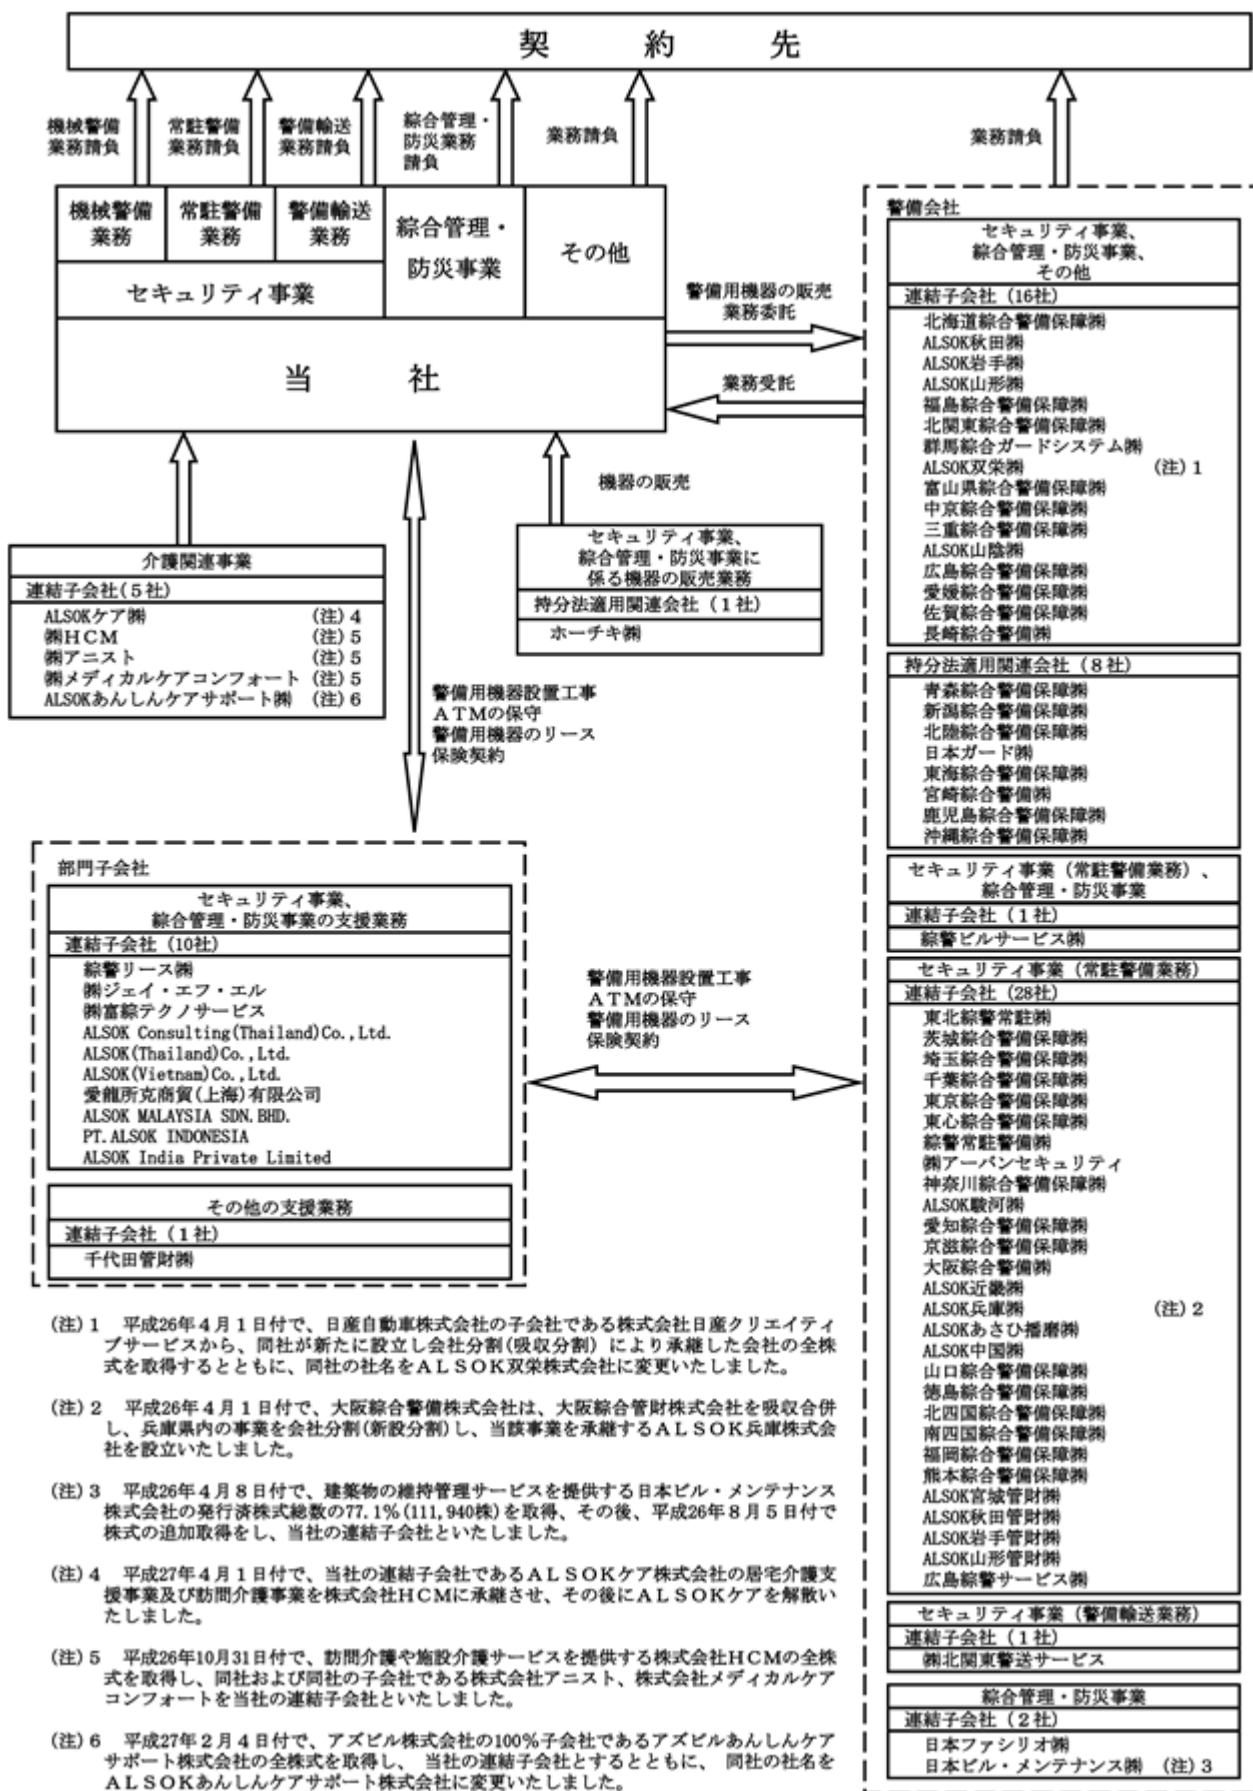 契約先
機械警備
業務請負
常駐警備
業務請負
警備輸送
業務請負
綜合管理・
防災業務
請負
業務請負
業務請負
機械警備
業務
常駐警備
業務
警備輸送
業務
綜合管理・
防災事業
その他
セキュリティ事業
当社
警備用機器の販売
業務委託
業務受託
機器の販売
介護関連事業
連結子会社(5社)
ALSOKケア㈱ (注)4
㈱HCM (注)5
㈱アニスト (注)5
㈱メディカルケアコンフォート (注)5
ALSOKあんしんケアサポート㈱ (注)6
セキュリティ事業、
綜合管理・防災事業に
係る機器の販売業務
持分法適用関連会社(1社)
ホーチキ㈱
警備用機器設置工事
ATMの保守
警備用機器のリース
保険契約
部門子会社
セキュリティ事業、
綜合管理・防災事業の支援業務
連結子会社(10社)
綜警リース㈱
㈱ジェイ・エフ・エル
㈱富綜テクノサービス
ALSOK Consulting(Thailand)Co.,Ltd.
ALSOK(Thailand)Co.,Ltd.
ALSOK(Vietnam)Co.,Ltd.
愛龍所克商貿(上海)有限公司
ALSOK MALAYSIA SDN.BHD.
PT.ALSOK INDONESIA
ALSOK India Private Limited
その他の支援業務
連結子会社(1社)
千代田管財㈱
警備用機器設置工事
ATMの保守
警備用機器のリース
保険契約
警備会社
セキュリティ事業、
綜合管理・防災事業、
その他
連結子会社(16社)
北海道綜合警備保障㈱
ALSOK秋田㈱
ALSOK岩手㈱
ALSOK山形㈱
福島綜合警備保障㈱
北関東綜合警備保障㈱
群馬綜合ガードシステム㈱
ALSOK双栄㈱ (注)1
富山県綜合警備保障㈱
中京綜合警備保障㈱
三重綜合警備保障㈱
ALSOK山陰㈱
広島綜合警備保障㈱
愛媛綜合警備保障㈱
佐賀綜合警備保障㈱
長崎綜合警備㈱
持分法適用関連会社(8社)
青森綜合警備保障㈱
新潟綜合警備保障㈱
北陸綜合警備保障㈱
日本ガード㈱
東海綜合警備保障㈱
宮崎綜合警備㈱
鹿児島綜合警備保障㈱
沖縄綜合警備保障㈱
セキュリティ事業(常駐警備業務)、
綜合管理・防災事業
連結子会社(1社)
綜警ビルサービス㈱
セキュリティ事業(常駐警備業務)
連結子会社(28社)
東北綜警常駐㈱
茨城綜合警備保障㈱
埼玉綜合警備保障㈱
千葉綜合警備保障㈱
東京綜合警備保障㈱
東心綜合警備保障㈱
綜警常駐警備㈱
㈱アーバンセキュリティ
神奈川綜合警備保障㈱
ALSOK駿河㈱
愛知綜合警備保障㈱
京滋綜合警備保障㈱
大阪綜合警備㈱
ALSOK近畿㈱
ALSOK兵庫㈱ (注)2
ALSOKあさひ播磨㈱
ALSOK中国㈱
山口綜合警備保障㈱
徳島綜合警備保障㈱
北四国綜合警備保障㈱
南四国綜合警備保障㈱
福岡綜合警備保障㈱
熊本綜合警備保障㈱
ALSOK宮城管財㈱
ALSOK秋田管財㈱
ALSOK岩手管財㈱
ALSOK山形管財㈱
広島綜警サービス㈱
セキュリティ事業(警備輸送業務)
連結子会社(1社)
㈱北関東警送サービス
綜合管理・防災事業
連結子会社(2社)
日本ファシリオ㈱
日本ビル・メンテナンス㈱ (注)3
(注)1 平成26年4月1日付で、日産自動車株式会社の子会社である株式会社日産クリエイティ
ブサービスから、同社が新たに設立し会社分割(吸収分割)により承継した会社の全株
式を取得するとともに、同社の社名をALSOK双栄株式会社に変更いたしました。
(注)2 平成26年4月1日付で、大阪綜合警備株式会社は、大阪綜合管財株式会社を吸収合併
し、兵庫県内の事業を会社分割(新設分割)し、当該事業を承継するALSOK兵庫株式会
社を設立いたしました。
(注)3 平成26年4月8日付で、建築物の維持管理サービスを提供する日本ビル・メンテナンス
株式会社の発行済株式総数の77.1%(111,940株)を取得、その後、平成26年8月5日付で
株式の追加取得をし、当社の連結子会社といたしました。
(注)4 平成27年4月1日付で、当社の連結子会社であるALSOKケア株式会社の居宅介護支
援事業及び訪問介護事業を株式会社HCMに承継させ、その後にALSOKケアを解散い
たしました。
(注)5 平成26年10月31日付で、訪問介護や施設介護サービスを提供する株式会社HCMの全株
式を取得し、同社および同社の子会社である株式会社アニスト、株式会社メディカルケア
コンフォートを当社の連結子会社といたしました。
(注)6 平成27年2月4日付で、アズビル株式会社の100%子会社であるアズビルあんしんケア
サポート株式会社の全株式を取得し、当社の連結子会社とするとともに、同社の社名を
ALSOKあんしんケアサポート株式会社に変更いたしました。